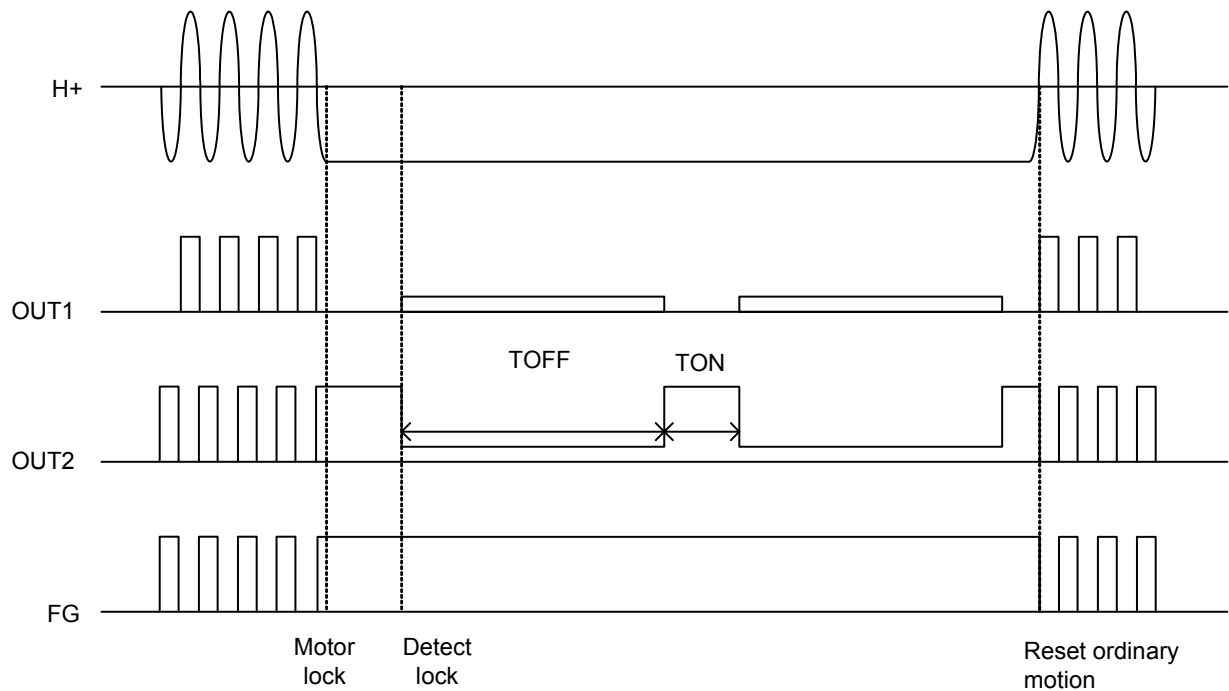 H+
OUT1
TOFF
TON
OUT2
FG
Motor
lock
Detect
lock
Reset ordinary
motion